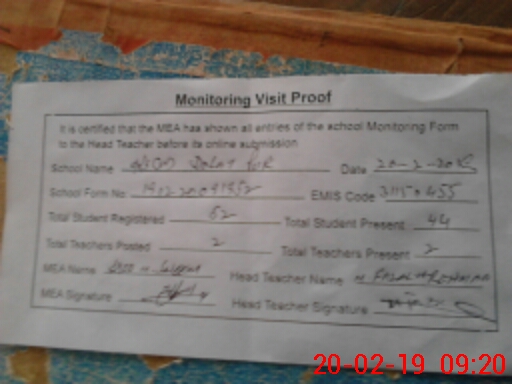 Monitoring Visit Proof
It is certified that the MEA has shown all entries of the school Monitoring Form
to the Head Teacher before its online submission
School Name Date 20-2-20
School Form No. EMIS Code
Total Student Registered 52 Total Student Present 44
Total Teachers Posted 2 Total Teachers Present 2
MEA Name Head Teacher Name M
MEA Signature Head Teacher Signature
20-02-19 09:20